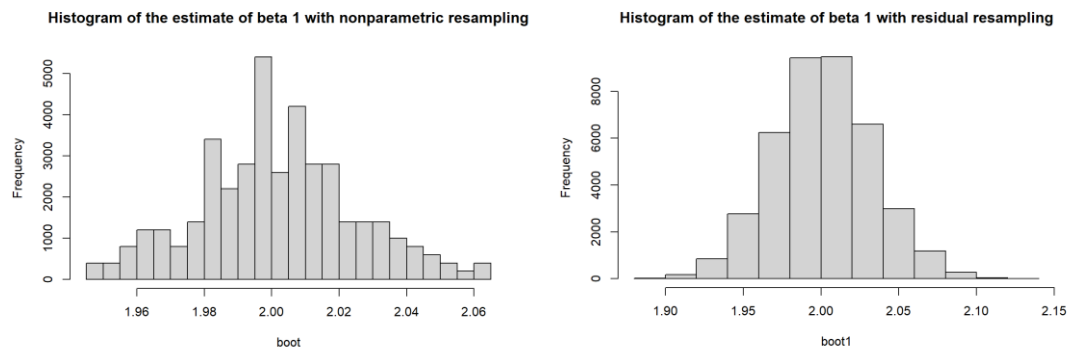 Histogram of the estimate of beta 1 with nonparametric resampling
Frequency
5000
4000
3000
2000
1000
0
1.96 1.98 2.00 2.02 2.04 2.06
boot
Histogram of the estimate of beta 1 with residual resampling
Frequency
8000
6000
4000
2000
0
1.90 1.95 2.00 2.05 2.10 2.15
boot1